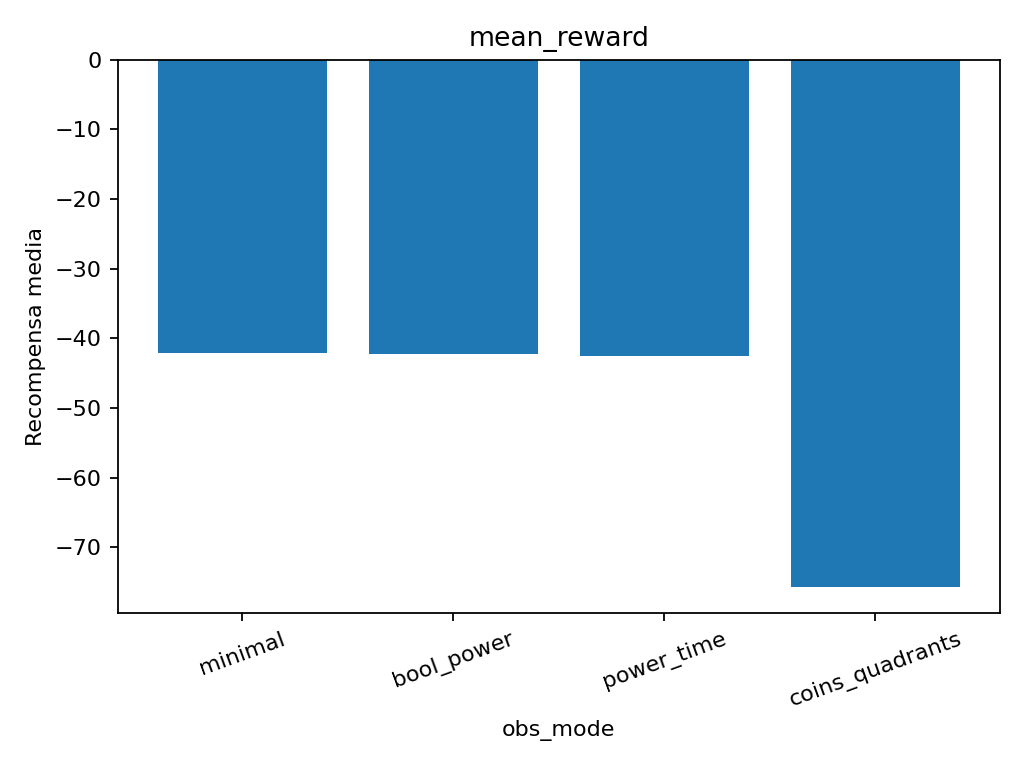 mean_reward
Recompensa media
0
−10
−20
−30
−40
−50
−60
−70
minimal
bool_power
power_time
coins_quadrants
obs_mode